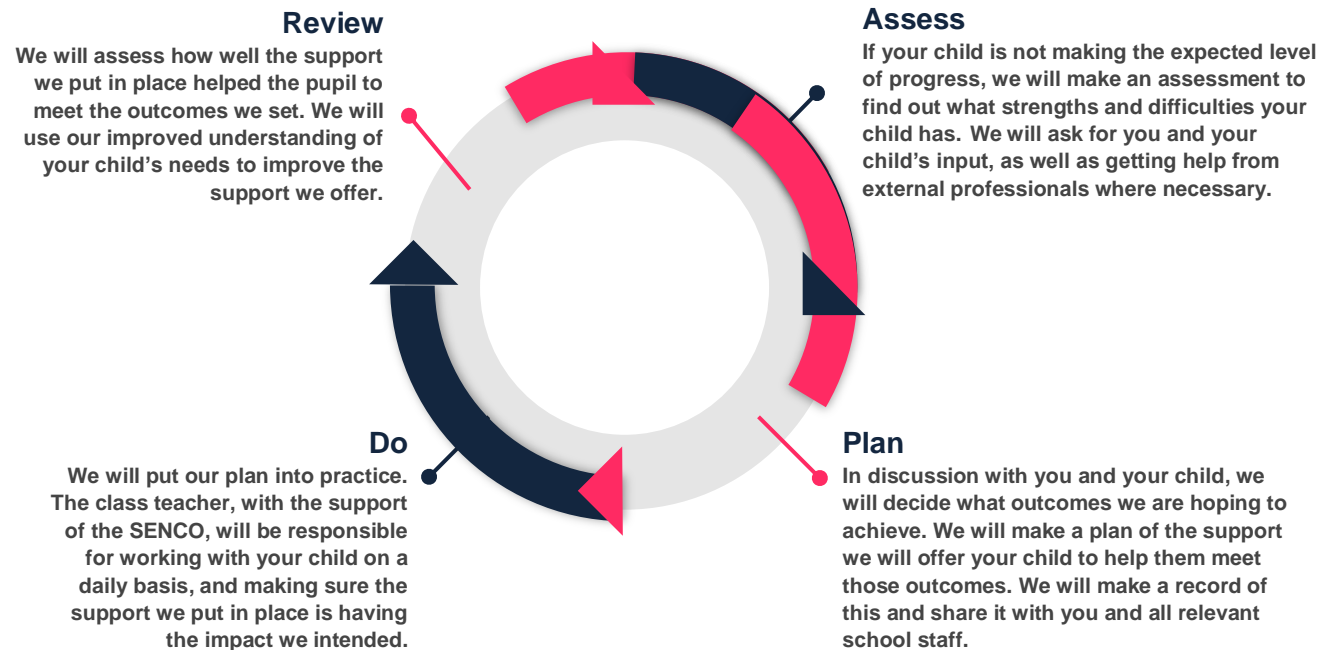 Review
We will assess how well the support
we put in place helped the pupil to
meet the outcomes we set. We will
use our improved understanding of
your child’s needs to improve the
support we offer.
Assess
If your child is not making the expected level
of progress, we will make an assessment to
find out what strengths and difficulties your
child has. We will ask for you and your
child’s input, as well as getting help from
external professionals where necessary.
Do
We will put our plan into practice.
The class teacher, with the support
of the SENCO, will be responsible
for working with your child on a
daily basis, and making sure the
support we put in place is having
the impact we intended.
Plan
In discussion with you and your child, we
will decide what outcomes we are hoping to
achieve. We will make a plan of the support
we will offer your child to help them meet
those outcomes. We will make a record of
this and share it with you and all relevant
school staff.